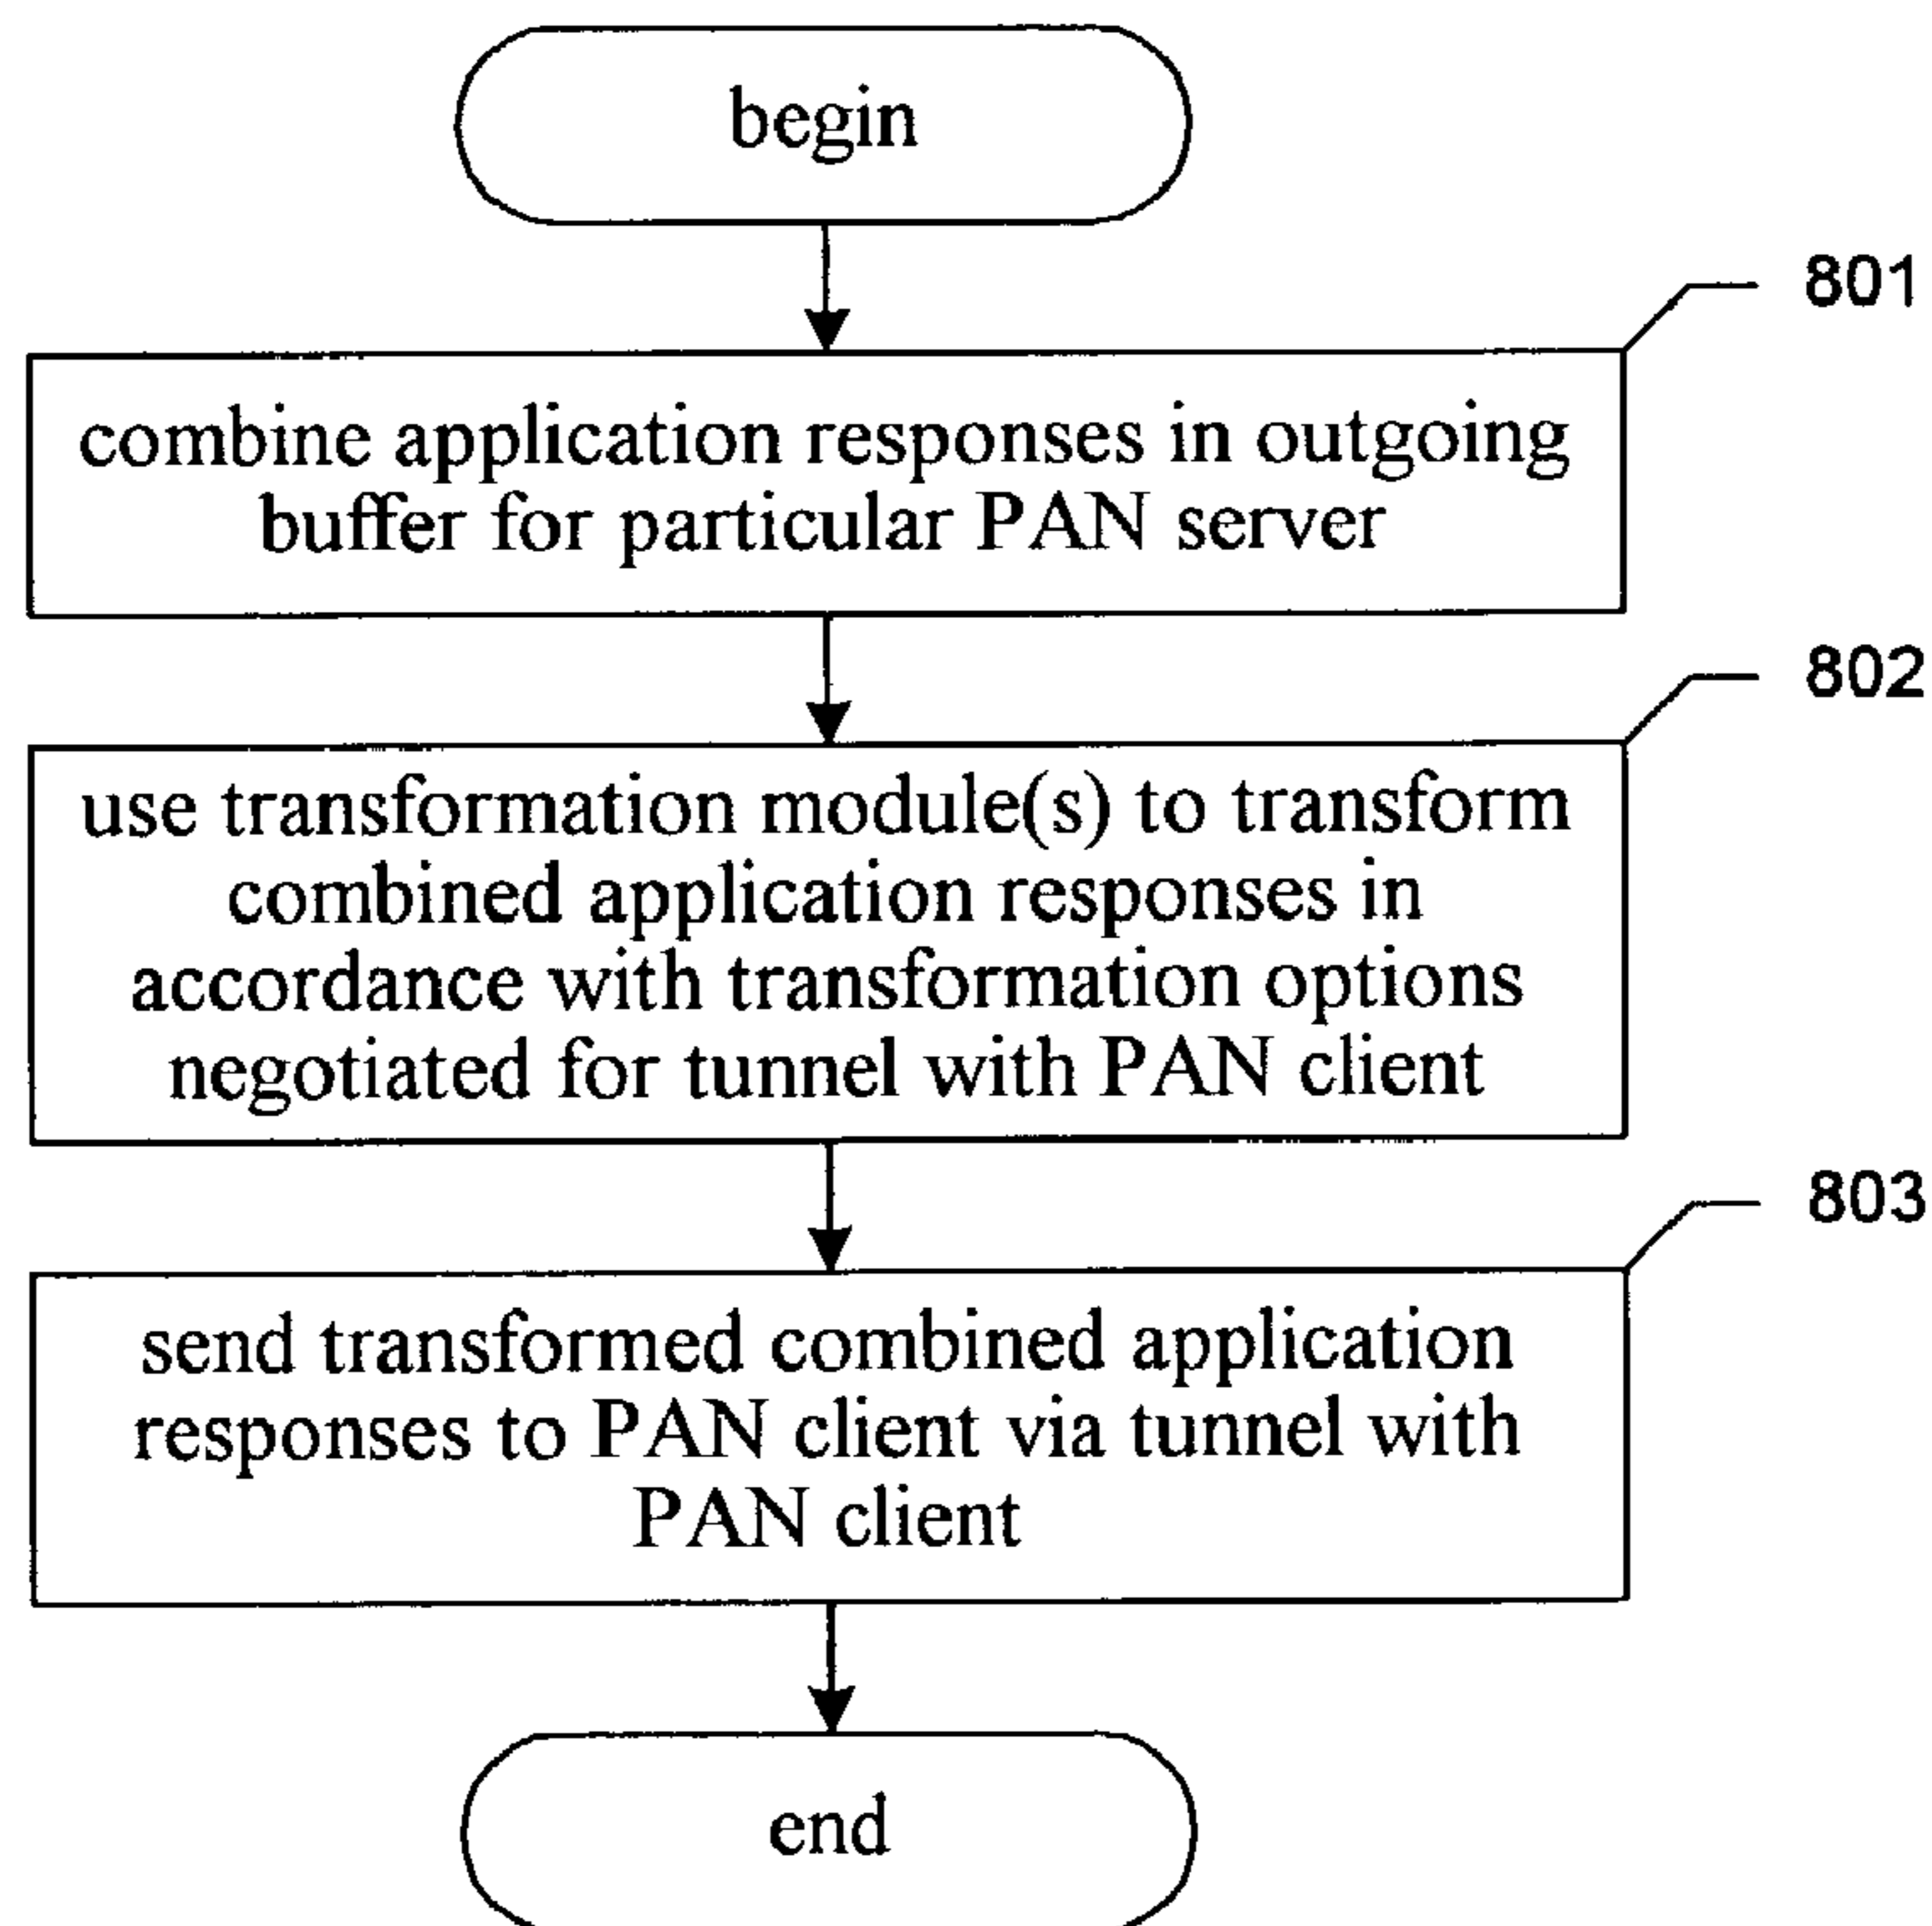 begin
801
combine application responses in outgoing
buffer for particular PAN server
802
use transformation module(s) to transform
combined application responses in
accordance with transformation options
negotiated for tunnel with PAN client
803
send transformed combined application
responses to PAN client via tunnel with
PAN client
end